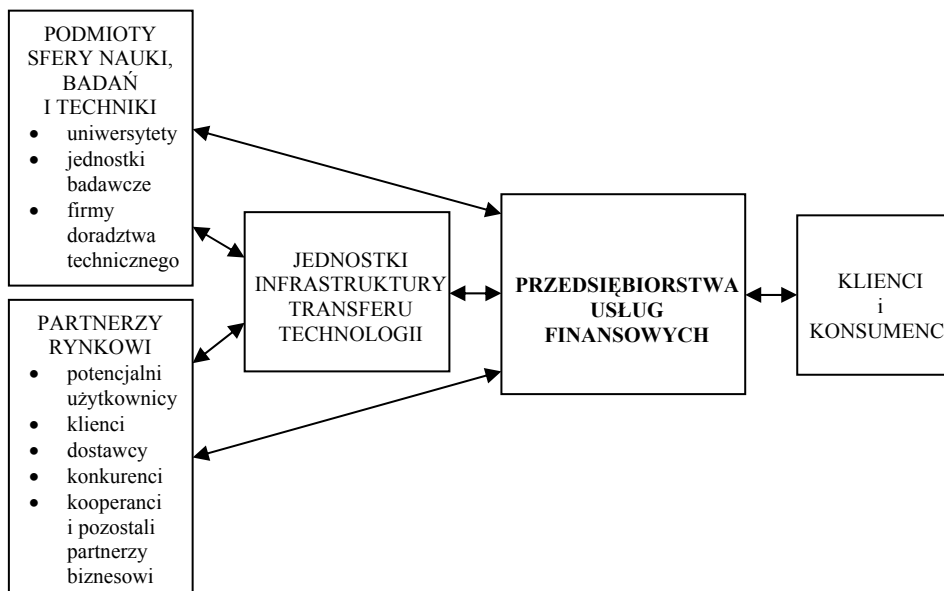 PODMIOTY
SFERY NAUKI,
BADAŃ
I TECHNIKI
• uniwersytety
• jednostki
badawcze
• firmy
doradztwa
technicznego
PARTNERZY
RYNKOWI
• potencjalni
użytkownicy
• klienci
• dostawcy
• konkurenci
• kooperanci
i pozostali
partnerzy
biznesowi
JEDNOSTKI
INFRASTRUKTURY
TRANSFERU
TECHNOLOGII
PRZEDSIĘBIORSTWA
USŁUG
FINANSOWYCH
KLIENCI
i
KONSUMENC